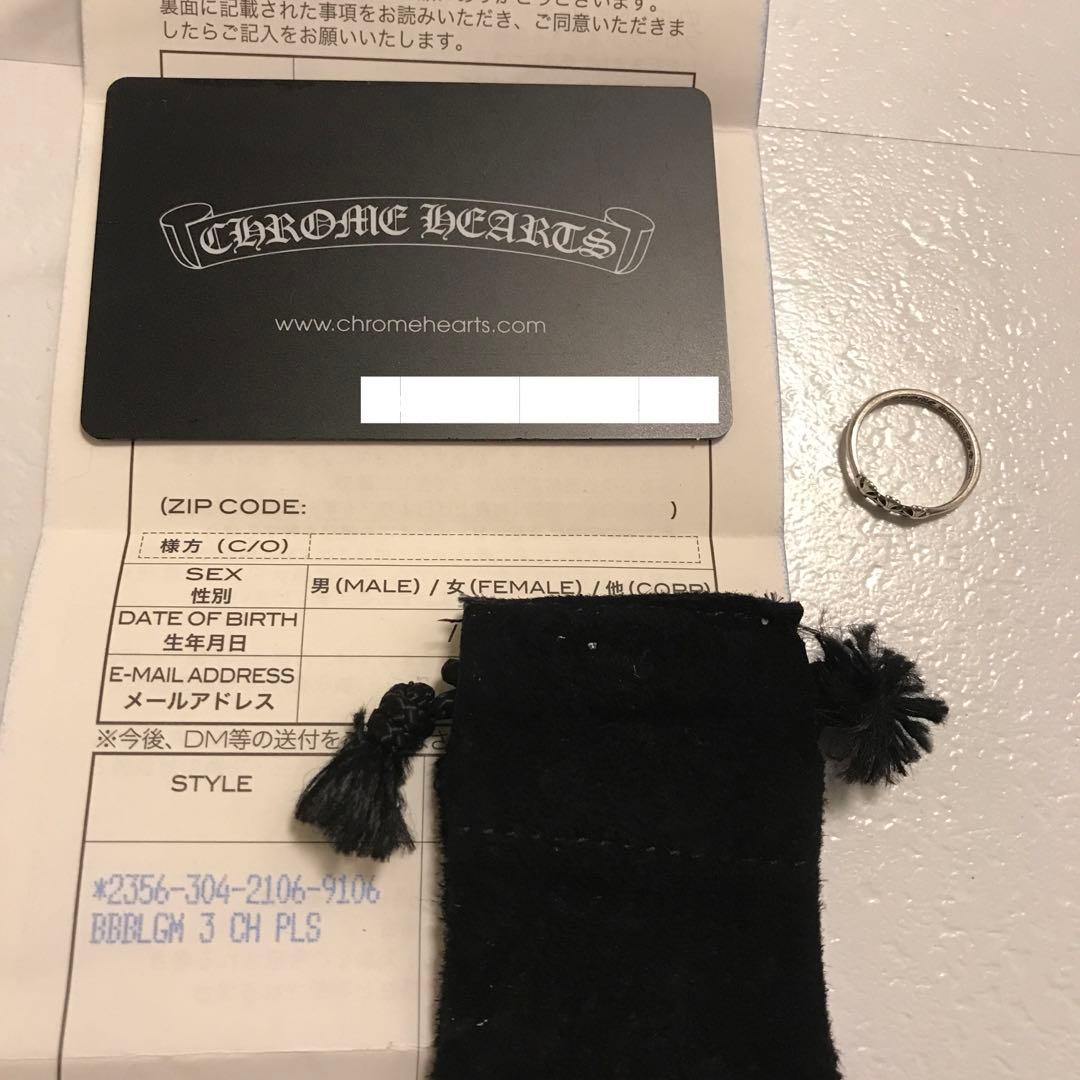 裏面に記載された事項をお読みいただき、ご同意いただきま
したらご記入をお願いいたします。
CHROME HEARTS
www.chromehearts.com
(ZIP CODE: )
様方 (C/O)
SEX
性別
男(MALE) / 女(FEMALE) / 他(CORP)
DATE OF BIRTH
生年月日
/
E-MAIL ADDRESS
メールアドレス
※今後、DM等の送付を
STYLE
*2356-304-2106-9106
BBBLGM 3 CH PLS